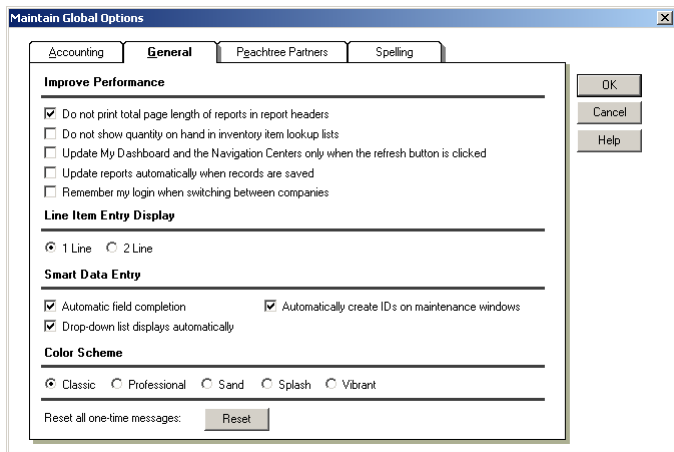 Maintain Global Options
Accounting General Peachtree Partners Spelling
Improve Performance
OK
Do not print total page length of reports in report headers
Cancel
Do not show quantity on hand in inventory item lookup lists
Help
Update My Dashboard and the Navigation Centers only when the refresh button is clicked
Update reports automatically when records are saved
Remember my login when switching between companies
Line Item Entry Display
1 Line 2 Line
Smart Data Entry
Automatic field completion Automatically create IDs on maintenance windows
Drop-down list displays automatically
Color Scheme
Classic Professional Sand Splash Vibrant
Reset all one-time messages: Reset